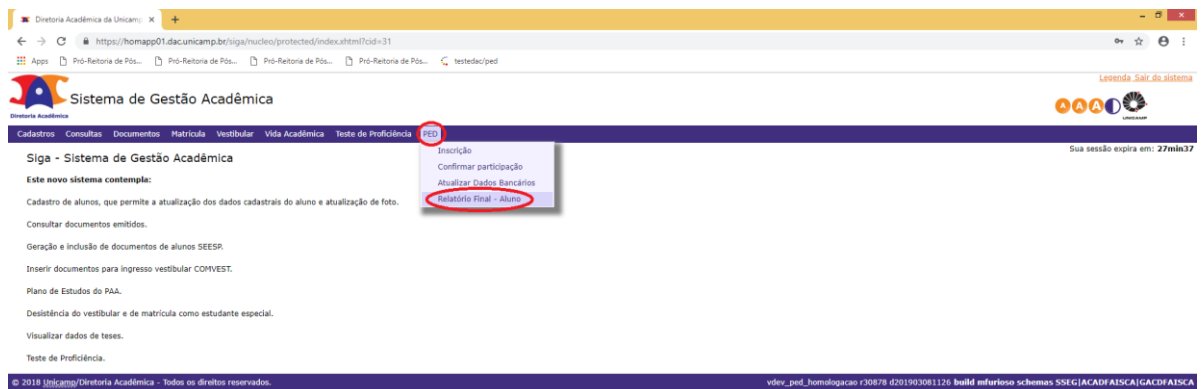 Diretoria Acadêmica da Unicamp
https://homapp01.dac.unicamp.br/siga/nucleo/protected/index.xhtml?cid=31
Apps Pró-Reitoria de Pós... Pró-Reitoria de Pós... Pró-Reitoria de Pós... Pró-Reitoria de Pós... testedac/ped
Legenda Sair do sistema
Sistema de Gestão Acadêmica
A A A
UNICAMP
Diretoria Acadêmica
Cadastros Consultas Documentos Matrícula Vestibular Vida Acadêmica Teste de Proficiência PED
Sua sessão expira em: 27min37
Inscrição
Confirmar participação
Atualizar Dados Bancários
Relatório Final - Aluno
Siga - Sistema de Gestão Acadêmica
Este novo sistema contempla:
Cadastro de alunos, que permite a atualização dos dados cadastrais do aluno e atualização de foto.
Consultar documentos emitidos.
Geração e inclusão de documentos de alunos SEESP.
Inserir documentos para ingresso vestibular COMVEST.
Plano de Estudos do PAA.
Desistência do vestibular e de matrícula como estudante especial.
Visualizar dados de teses.
Teste de Proficiência.
© 2018 Unicamp/Diretoria Acadêmica - Todos os direitos reservados.
vdev_ped_homologacao r30878 d201903081126 build mfurioso schemas SSEG|ACADFAISCA|GACDFAISCA